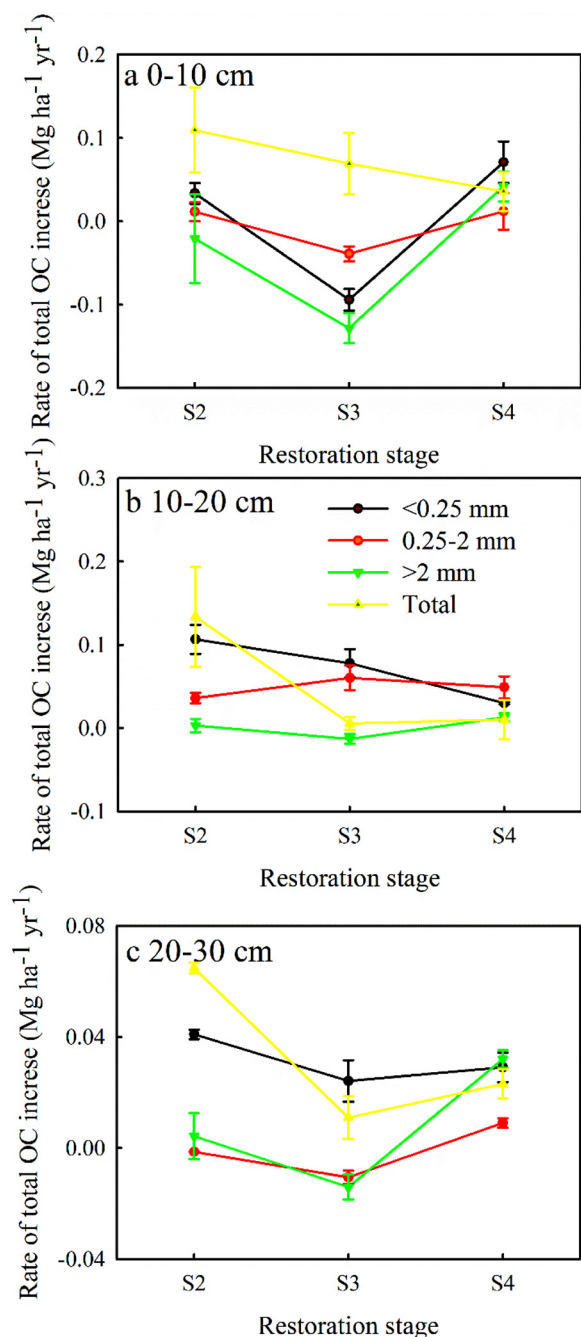 Rate of total OC increse (Mg ha⁻¹ yr⁻¹)
a 0-10 cm
0.2
0.1
0.0
-0.1
-0.2
S2 S3 S4
Restoration stage
Rate of total OC increse (Mg ha⁻¹ yr⁻¹)
b 10-20 cm
<0.25 mm
0.25-2 mm
>2 mm
Total
0.3
0.2
0.1
0.0
-0.1
S2 S3 S4
Restoration stage
Rate of total OC increse (Mg ha⁻¹ yr⁻¹)
c 20-30 cm
0.08
0.04
0.00
-0.04
S2 S3 S4
Restoration stage